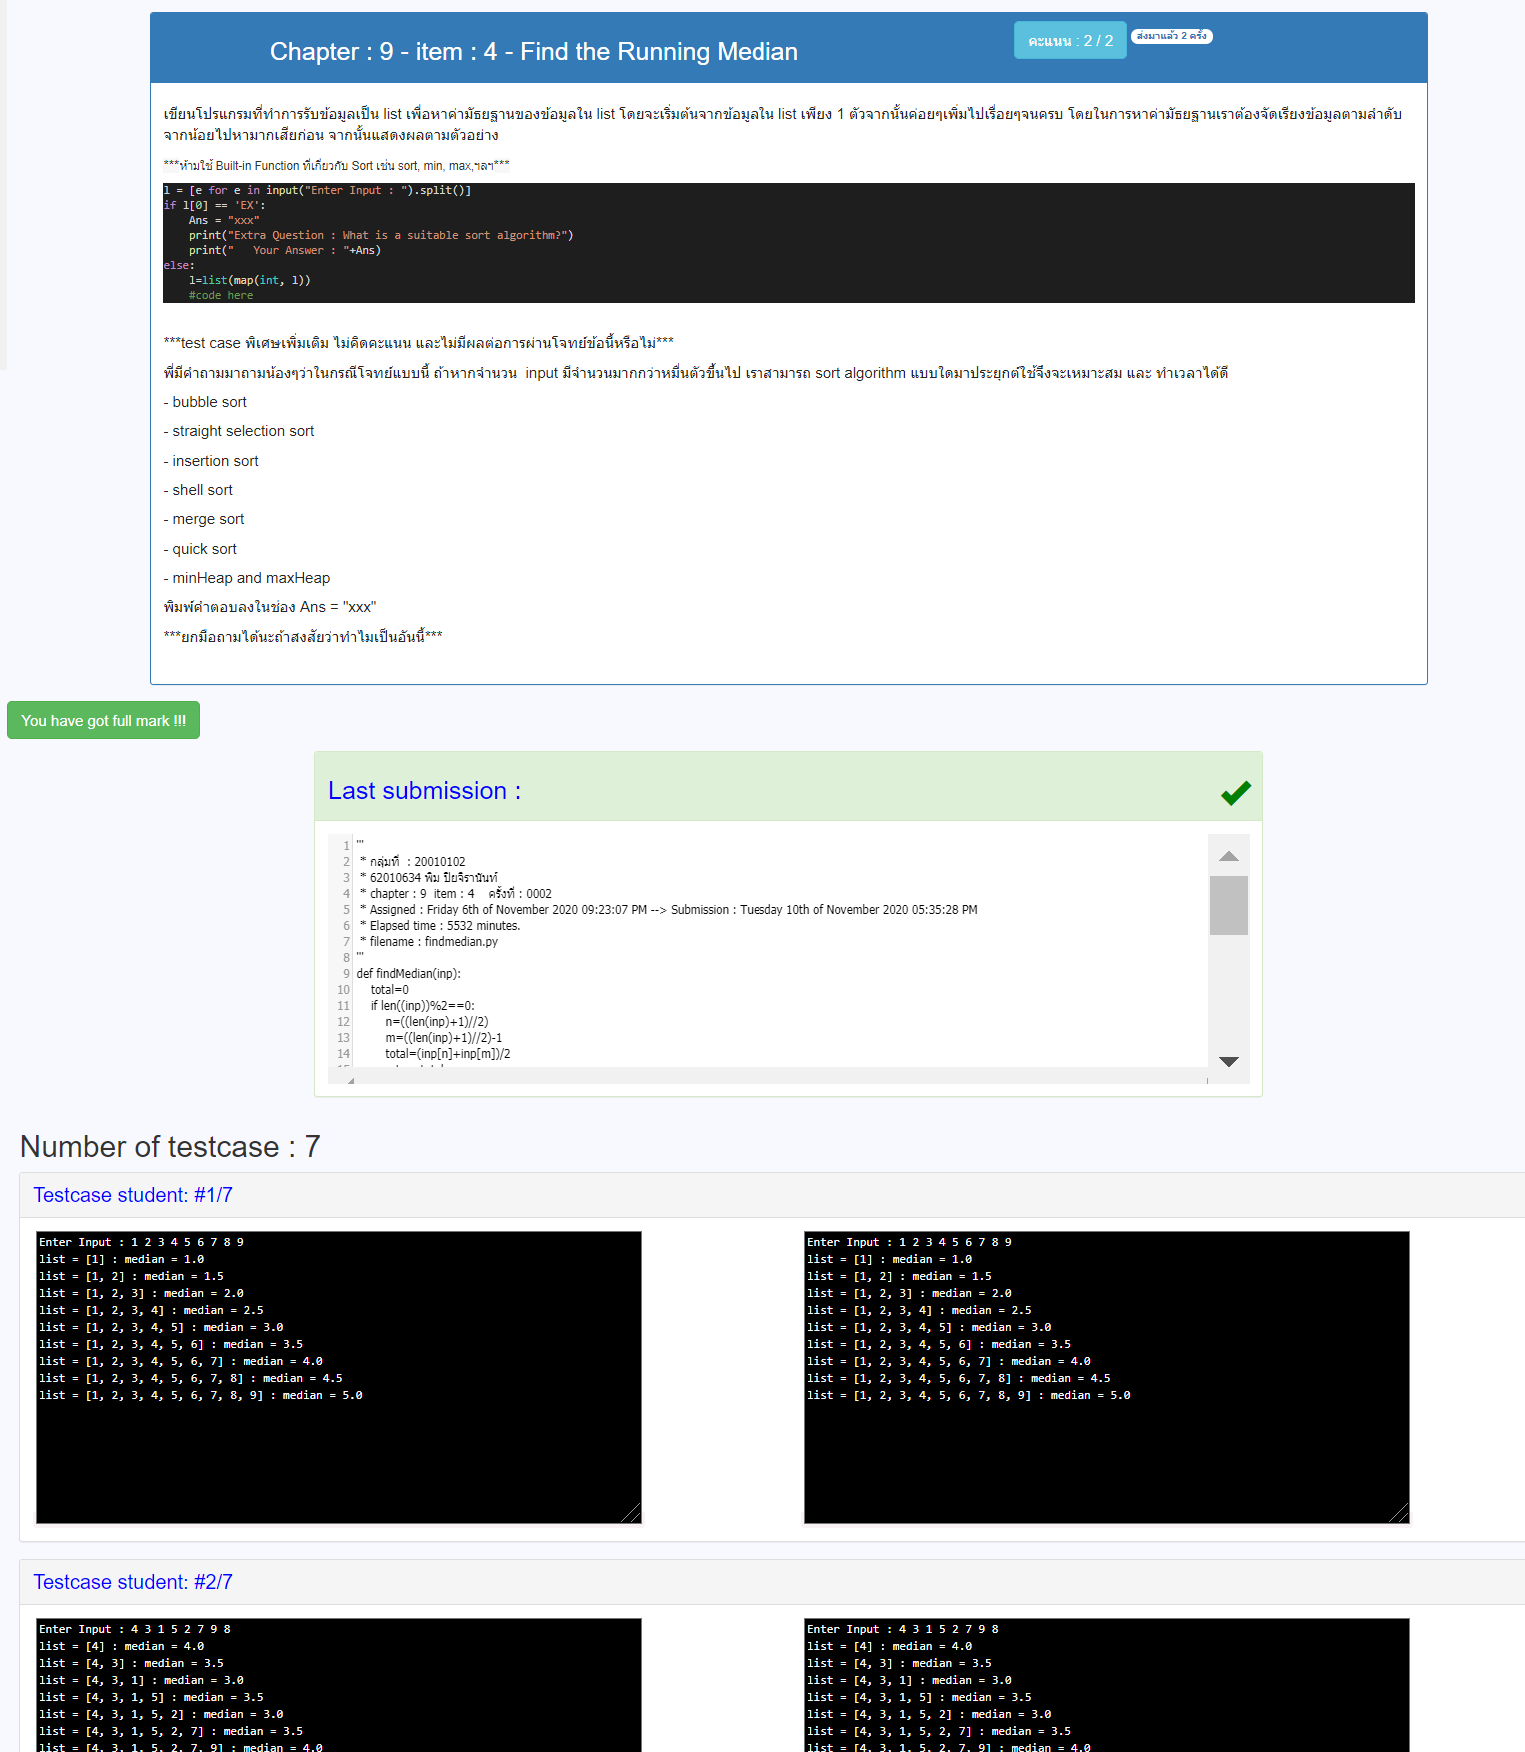 Chapter : 9 - item : 4 - Find the Running Median
คะแนน : 2 / 2
ส่งมาแล้ว 2 ครั้ง
เขียนโปรแกรมที่ทำการรับข้อมูลเป็น list เพื่อหาค่ามัธยฐานของข้อมูลใน list โดยจะเริ่มต้นจากข้อมูลใน list เพียง 1 ตัวจากนั้นค่อยๆเพิ่มไปเรื่อยๆจนครบ โดยในการหาค่ามัธยฐานเราต้องจัดเรียงข้อมูลตามลำดับ
จากน้อยไปหามากเสียก่อน จากนั้นแสดงผลตามตัวอย่าง
***ห้ามใช้ Built-in Function ที่เกี่ยวกับ Sort เช่น sort, min, max,ฯลฯ***
l = [e for e in input("Enter Input : ").split()]
if l[0] == 'EX':
    Ans = "xxx"
    print("Extra Question : What is a suitable sort algorithm?")
    print("   Your Answer : "+Ans)
else:
    l=list(map(int, l))
    #code here
***test case พิเศษเพิ่มเติม ไม่คิดคะแนน และไม่มีผลต่อการผ่านโจทย์ข้อนี้หรือไม่***
พี่มีคำถามมาถามน้องๆว่าในกรณีโจทย์แบบนี้ ถ้าหากจำนวน  input มีจำนวนมากกว่าหมื่นตัวขึ้นไป เราสามารถ sort algorithm แบบใดมาประยุกต์ใช้จึงจะเหมาะสม และ ทำเวลาได้ดี
- bubble sort
- straight selection sort
- insertion sort
- shell sort
- merge sort
- quick sort
- minHeap and maxHeap
พิมพ์คำตอบลงในช่อง Ans = "xxx"
***ยกมือถามได้นะถ้าสงสัยว่าทำไมเป็นอันนี้***
You have got full mark !!!
Last submission :
1 '''
2  * กลุ่มที่  : 20010102
3  * 62010634 พิม ปิยจิรานันท์
4  * chapter : 9  item : 4    ครั้งที่ : 0002
5  * Assigned : Friday 6th of November 2020 09:23:07 PM --> Submission : Tuesday 10th of November 2020 05:35:28 PM
6  * Elapsed time : 5532 minutes.
7  * filename : findmedian.py
8 '''
9 def findMedian(inp):
10     total=0
11     if len((inp))%2==0:
12         n=((len(inp)+1)//2)
13         m=((len(inp)+1)//2)-1
14         total=(inp[n]+inp[m])/2
Number of testcase : 7
Testcase student: #1/7
Enter Input : 1 2 3 4 5 6 7 8 9
list = [1] : median = 1.0
list = [1, 2] : median = 1.5
list = [1, 2, 3] : median = 2.0
list = [1, 2, 3, 4] : median = 2.5
list = [1, 2, 3, 4, 5] : median = 3.0
list = [1, 2, 3, 4, 5, 6] : median = 3.5
list = [1, 2, 3, 4, 5, 6, 7] : median = 4.0
list = [1, 2, 3, 4, 5, 6, 7, 8] : median = 4.5
list = [1, 2, 3, 4, 5, 6, 7, 8, 9] : median = 5.0
Enter Input : 1 2 3 4 5 6 7 8 9
list = [1] : median = 1.0
list = [1, 2] : median = 1.5
list = [1, 2, 3] : median = 2.0
list = [1, 2, 3, 4] : median = 2.5
list = [1, 2, 3, 4, 5] : median = 3.0
list = [1, 2, 3, 4, 5, 6] : median = 3.5
list = [1, 2, 3, 4, 5, 6, 7] : median = 4.0
list = [1, 2, 3, 4, 5, 6, 7, 8] : median = 4.5
list = [1, 2, 3, 4, 5, 6, 7, 8, 9] : median = 5.0
Testcase student: #2/7
Enter Input : 4 3 1 5 2 7 9 8
list = [4] : median = 4.0
list = [4, 3] : median = 3.5
list = [4, 3, 1] : median = 3.0
list = [4, 3, 1, 5] : median = 3.5
list = [4, 3, 1, 5, 2] : median = 3.0
list = [4, 3, 1, 5, 2, 7] : median = 3.5
list = [4, 3, 1, 5, 2, 7, 9] : median = 4.0
Enter Input : 4 3 1 5 2 7 9 8
list = [4] : median = 4.0
list = [4, 3] : median = 3.5
list = [4, 3, 1] : median = 3.0
list = [4, 3, 1, 5] : median = 3.5
list = [4, 3, 1, 5, 2] : median = 3.0
list = [4, 3, 1, 5, 2, 7] : median = 3.5
list = [4, 3, 1, 5, 2, 7, 9] : median = 4.0